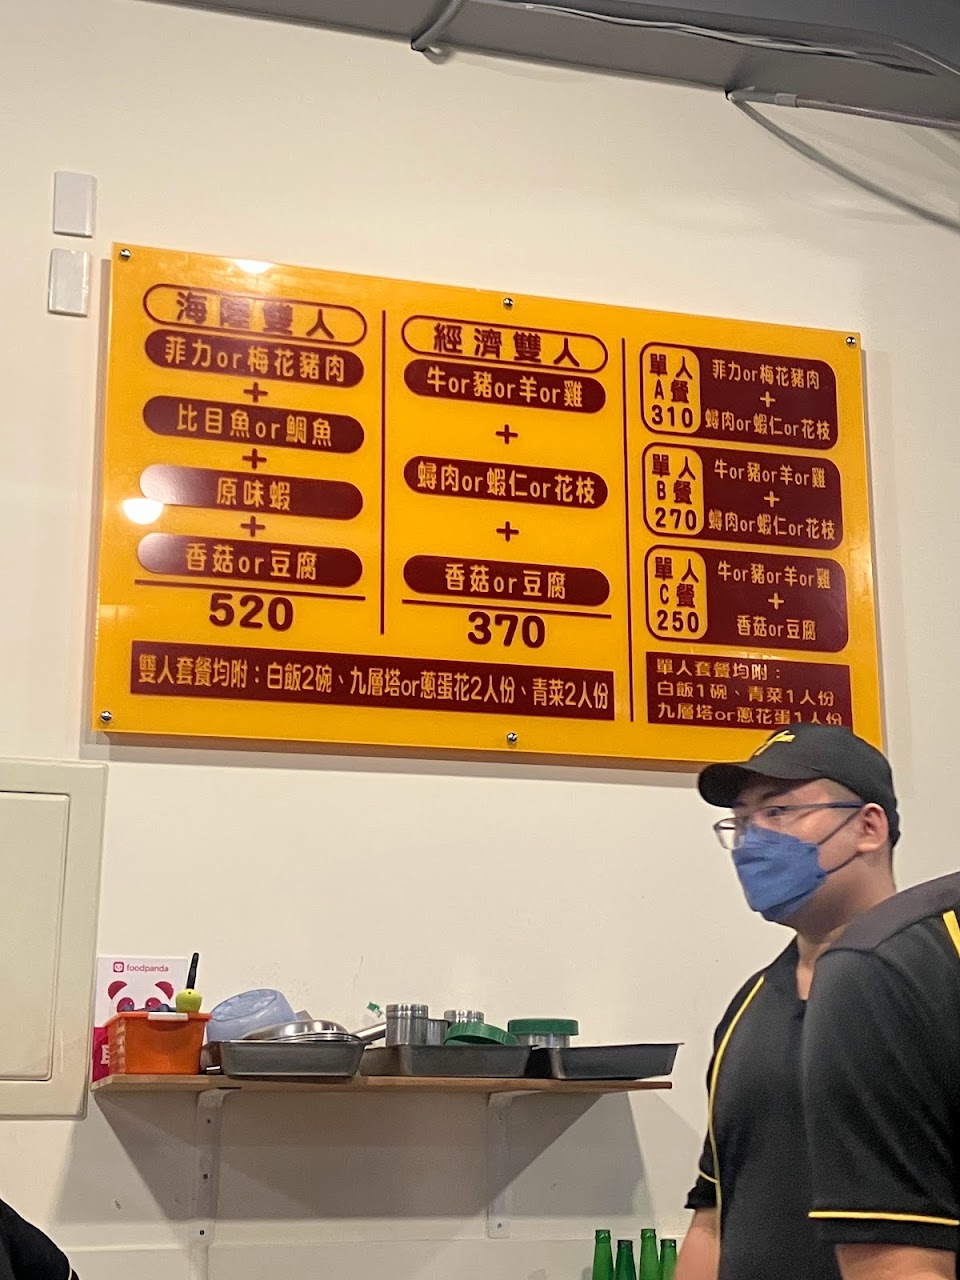 海陸雙人
菲力or梅花豬肉
+
比目魚or鯛魚
+
原味蝦
+
香菇or豆腐
520
經濟雙人
牛or豬or羊or雞
+
蟳肉or蝦仁or花枝
+
香菇or豆腐
370
雙人套餐均附：白飯2碗、九層塔or蔥蛋花2人份、青菜2人份
單人
A餐
310
菲力or梅花豬肉
+
蟳肉or蝦仁or花枝
單人
B餐
270
牛or豬or羊or雞
+
蟳肉or蝦仁or花枝
單人
C餐
250
牛or豬or羊or雞
+
香菇or豆腐
單人套餐均附：
白飯1碗、青菜1人份
九層塔or蔥花蛋1人份
foodpanda